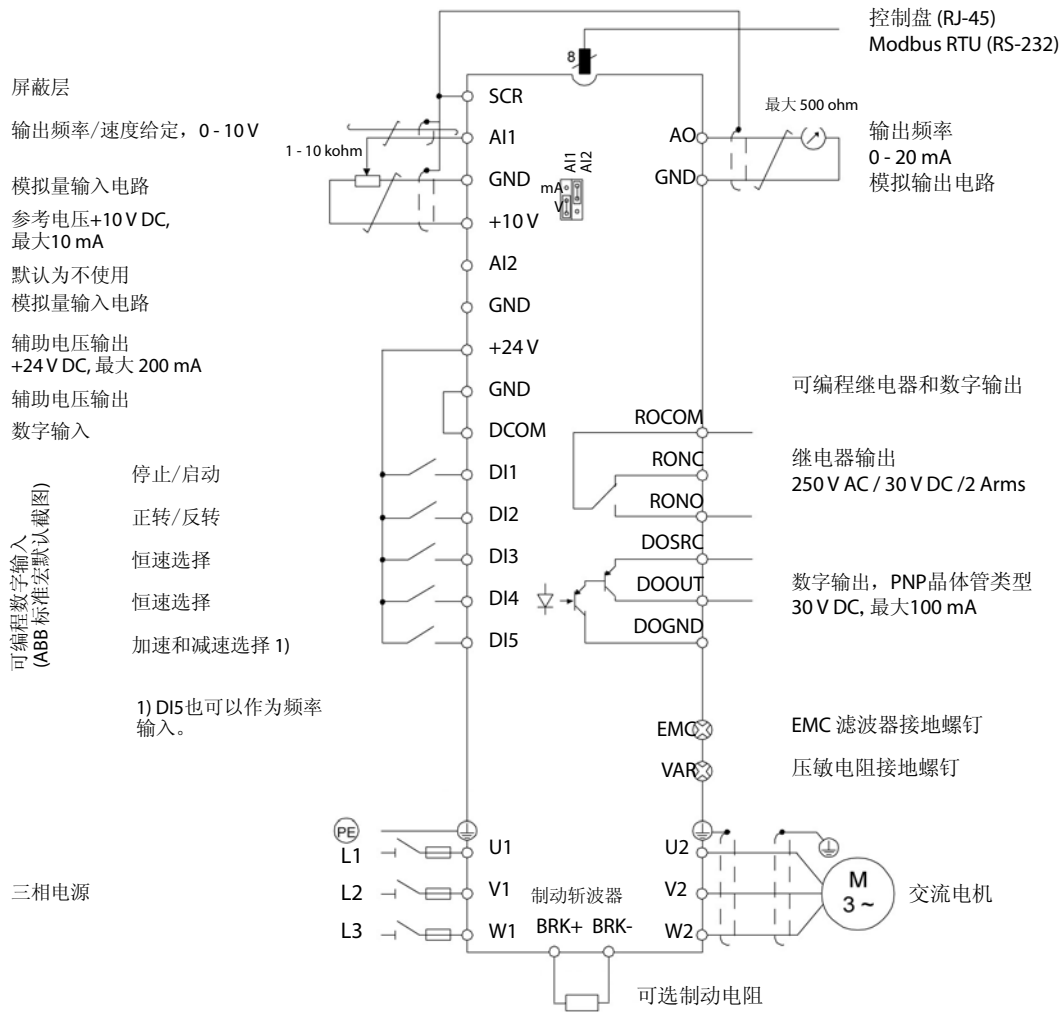 控制盘 (RJ-45)
Modbus RTU (RS-232)
8
屏蔽层
SCR
最大 500 ohm
输出频率/速度给定，0 - 10 V
1 - 10 kohm
AI1
AO
输出频率
0 - 20 mA
模拟输出电路
模拟量输入电路
GND
AI1
AI2
mA
V
GND
参考电压+10 V DC,
最大10 mA
+10 V
默认为不使用
AI2
模拟量输入电路
GND
辅助电压输出
+24 V DC, 最大 200 mA
+24 V
辅助电压输出
GND
数字输入
DCOM
可编程继电器和数字输出
ROCOM
RONC
RONO
继电器输出
250 V AC / 30 V DC /2 Arms
可编程数字输入
(ABB 标准宏默认截图)
停止/启动
DI1
正转/反转
DI2
恒速选择
DI3
恒速选择
DI4
加速和减速选择 1)
DI5
DOSRC
DOOUT
DOGND
数字输出，PNP晶体管类型
30 V DC, 最大100 mA
1) DI5也可以作为频率
输入。
EMC
EMC 滤波器接地螺钉
VAR
压敏电阻接地螺钉
PE
L1
U1
U2
三相电源
L2
V1
制动斩波器
V2
M
3 ~
交流电机
L3
W1
BRK+ BRK-
W2
可选制动电阻